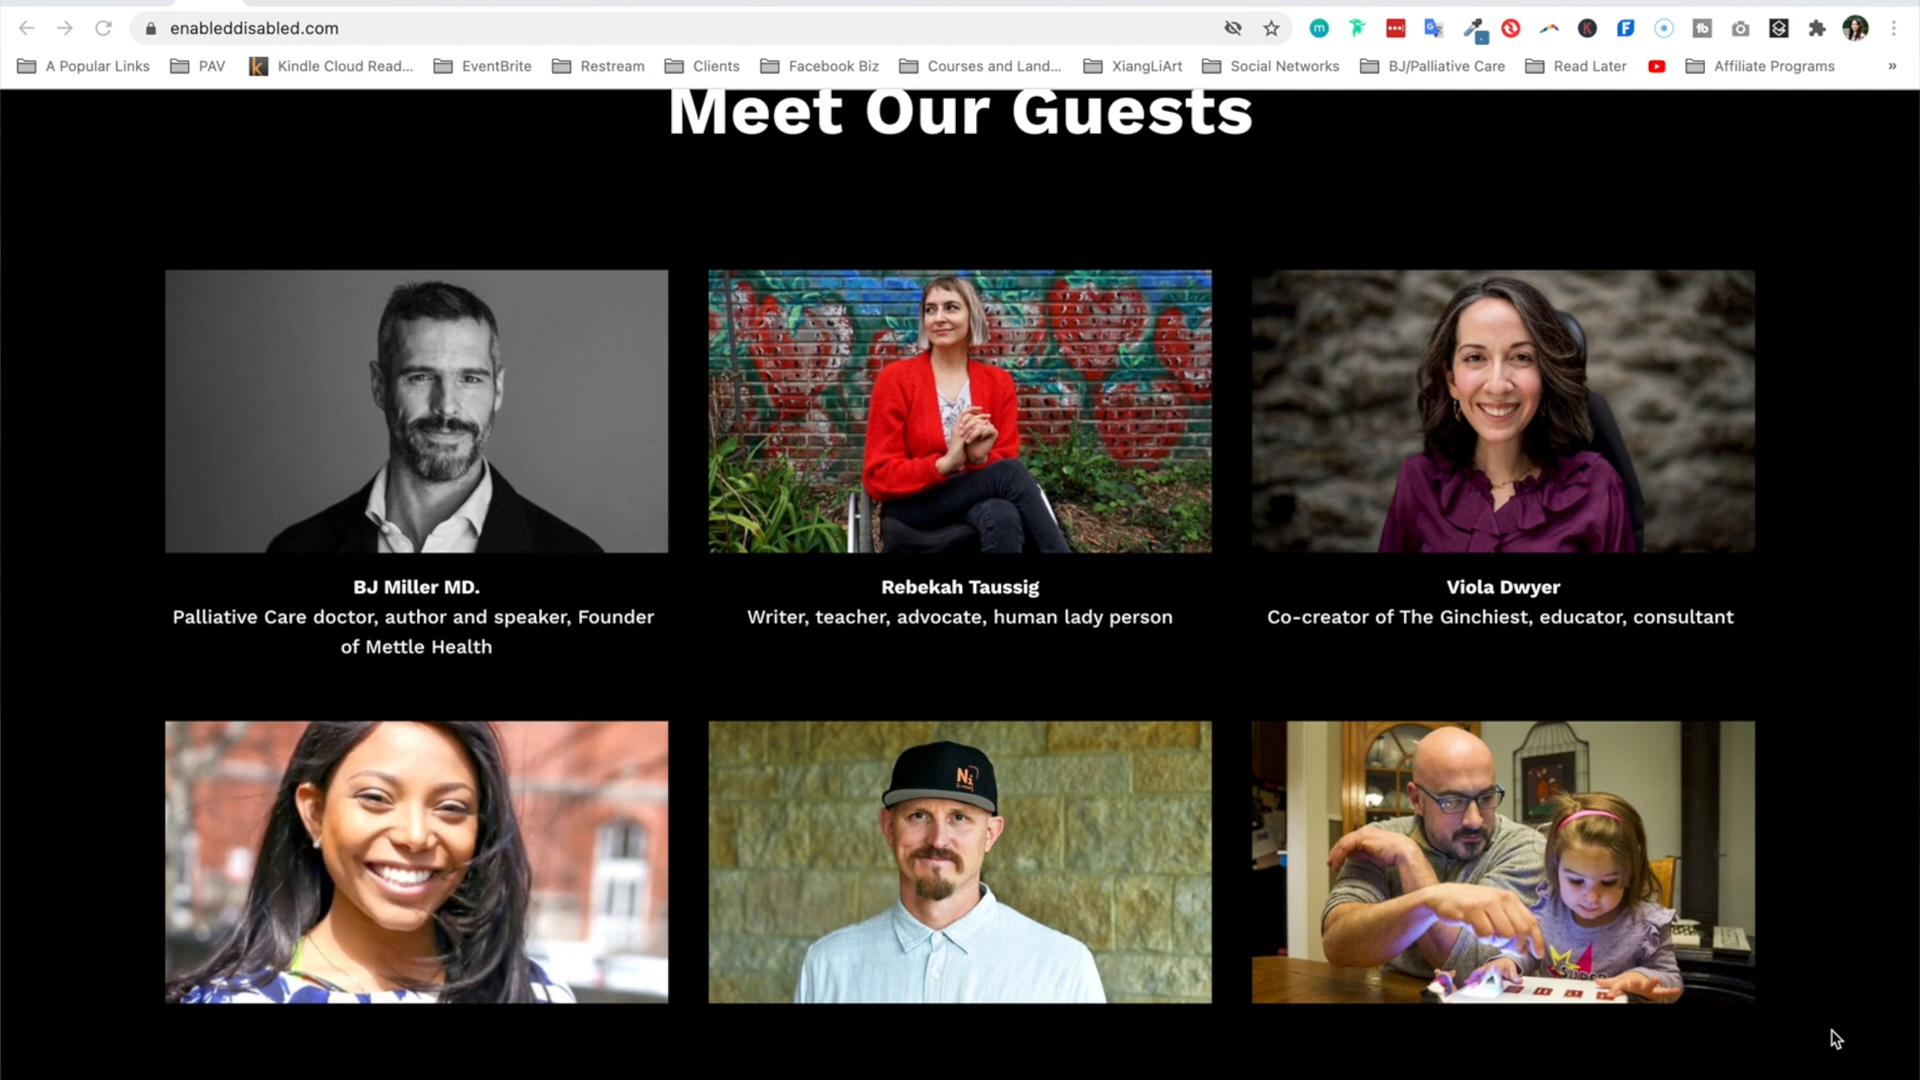 enableddisabled.com
A Popular Links PAV Kindle Cloud Read... EventBrite Restream Clients Facebook Biz Courses and Land... XiangLiArt Social Networks BJ/Palliative Care Read Later Affiliate Programs »
Meet Our Guests
BJ Miller MD.
Palliative Care doctor, author and speaker, Founder
of Mettle Health
Rebekah Taussig
Writer, teacher, advocate, human lady person
Viola Dwyer
Co-creator of The Ginchiest, educator, consultant